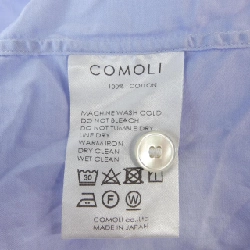 COMOLI
100% COTTON
MACHINE WASH COLD
DO NOT BLEACH
DO NOT TUMBLE DRY
LINE DRY
WARM IRON
DRY CLEAN
WET CLEAN
COMOLI co.,LTD
MADE IN JAPAN